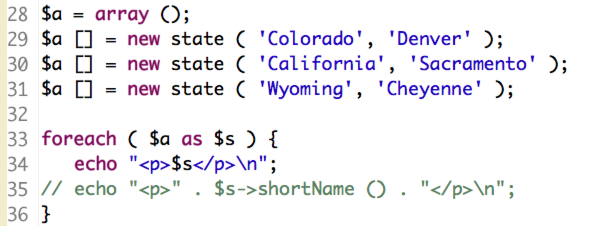 28 $a = array ();
29 $a [] = new state ( 'Colorado', 'Denver' );
30 $a [] = new state ( 'California', 'Sacramento' );
31 $a [] = new state ( 'Wyoming', 'Cheyenne' );
32
33 foreach ( $a as $s ) {
34    echo "<p>$s</p>\n";
35 // echo "<p>" . $s->shortName () . "</p>\n";
36 }